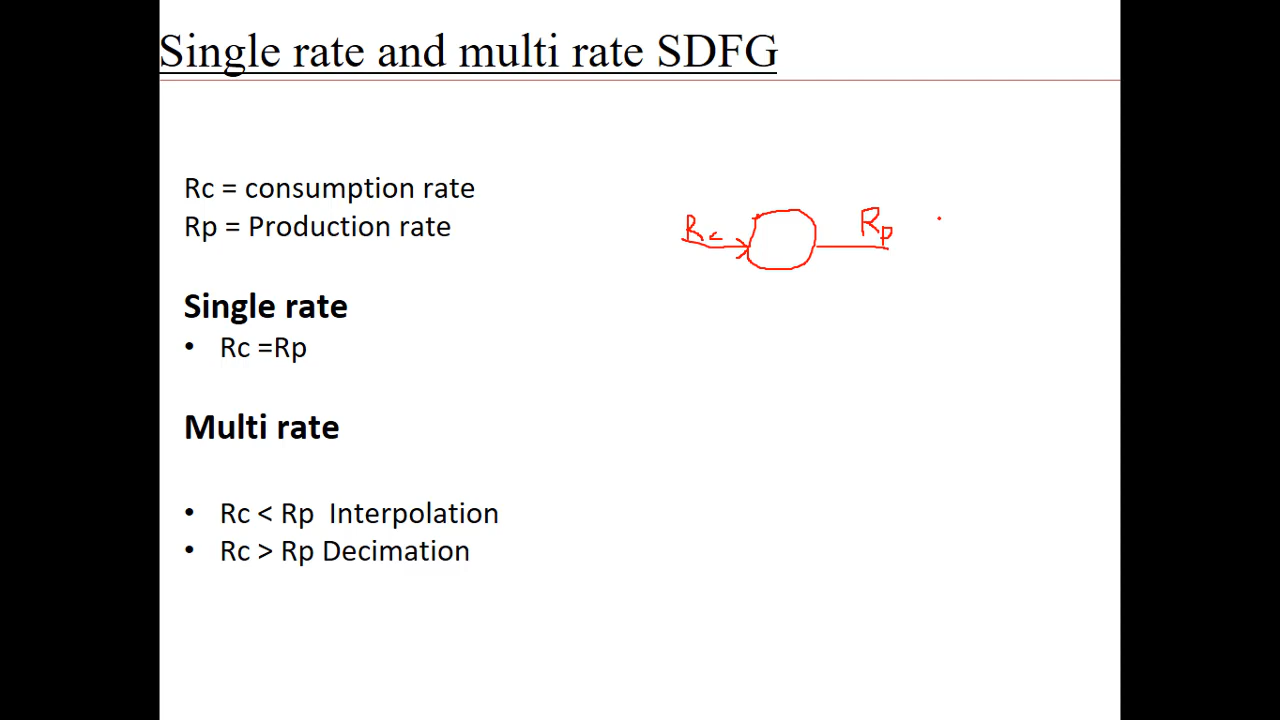 Single rate and multi rate SDFG
Rc = consumption rate
Rp = Production rate
Rc Rp
Single rate
• Rc =Rp
Multi rate
• Rc < Rp Interpolation
• Rc > Rp Decimation